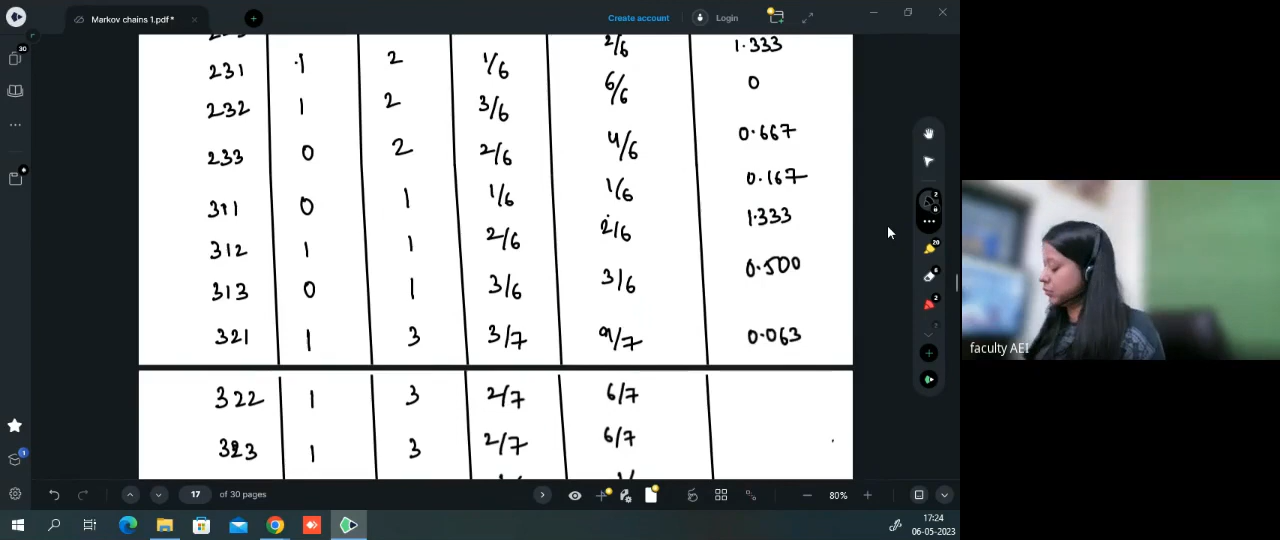 Markov chains 1.pdf *
Create account
Login
30
2/6 1.333
231 1 2 1/6 6/6 0
232 1 2 3/6 4/6 0.667
233 0 2 2/6 1/6 0.167
311 0 1 1/6 2/6 1.333
312 1 1 2/6 3/6 0.500
313 0 1 3/6
321 1 3 3/7 9/7 0.063
322 1 3 2/7 6/7
323 1 3 2/7 6/7
faculty AEI
17 of 30 pages
80%
17:24
06-05-2023